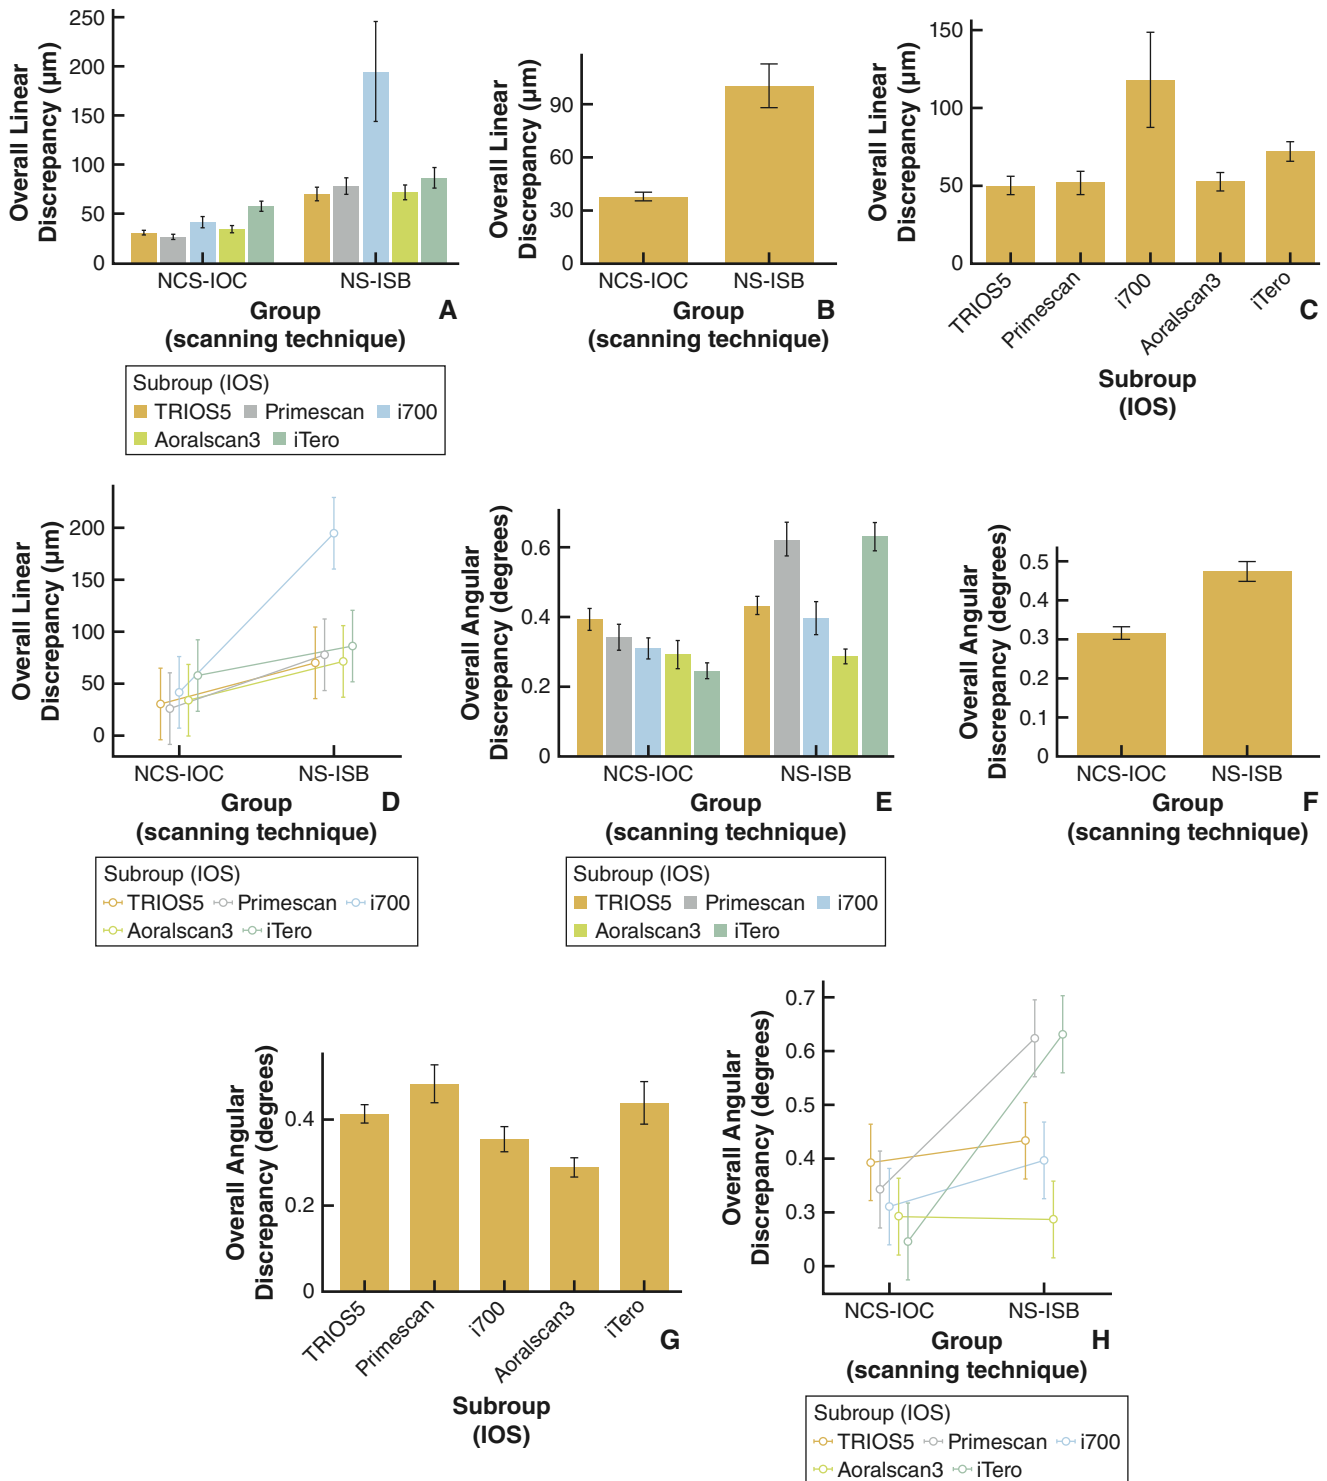 Overall Linear
Discrepancy (µm)
250
200
150
100
50
0
NCS-IOC
NS-ISB
Group
(scanning technique)
A
Subroup (IOS)
TRIOS5 Primescan i700
Aoralscan3 iTero
Overall Linear
Discrepancy (µm)
90
60
30
0
NCS-IOC
NS-ISB
Group
(scanning technique)
B
Overall Linear
Discrepancy (µm)
150
100
50
0
TRIOS5
Primescan
i700
Aoralscan3
iTero
Subroup
(IOS)
C
Overall Linear
Discrepancy (µm)
200
150
100
50
0
NCS-IOC
NS-ISB
Group
(scanning technique)
D
Subroup (IOS)
TRIOS5 Primescan i700
Aoralscan3 iTero
Overall Angular
Discrepancy (degrees)
0.6
0.4
0.2
0
NCS-IOC
NS-ISB
Group
(scanning technique)
E
Subroup (IOS)
TRIOS5 Primescan i700
Aoralscan3 iTero
Overall Angular
Discrepancy (degrees)
0.5
0.4
0.3
0.2
0.1
0
NCS-IOC
NS-ISB
Group
(scanning technique)
F
Overall Angular
Discrepancy (degrees)
0.4
0.2
0
TRIOS5
Primescan
i700
Aoralscan3
iTero
Subroup
(IOS)
G
Overall Angular
Discrepancy (degrees)
0.7
0.6
0.5
0.4
0.3
0
NCS-IOC
NS-ISB
Group
(scanning technique)
H
Subroup (IOS)
TRIOS5 Primescan i700
Aoralscan3 iTero